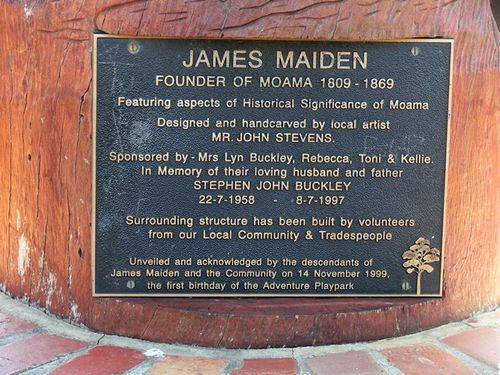 JAMES MAIDEN
FOUNDER OF MOAMA 1809 - 1869
Featuring aspects of Historical Significance of Moama
Designed and handcarved by local artist
MR. JOHN STEVENS.
Sponsored by - Mrs Lyn Buckley, Rebecca, Toni & Kellie.
In Memory of their loving husband and father
STEPHEN JOHN BUCKLEY
22-7-1958 - 8-7-1997
Surrounding structure has been built by volunteers
from our Local Community & Tradespeople
Unveiled and acknowledged by the descendants of
James Maiden and the Community on 14 November 1999,
the first birthday of the Adventure Playpark